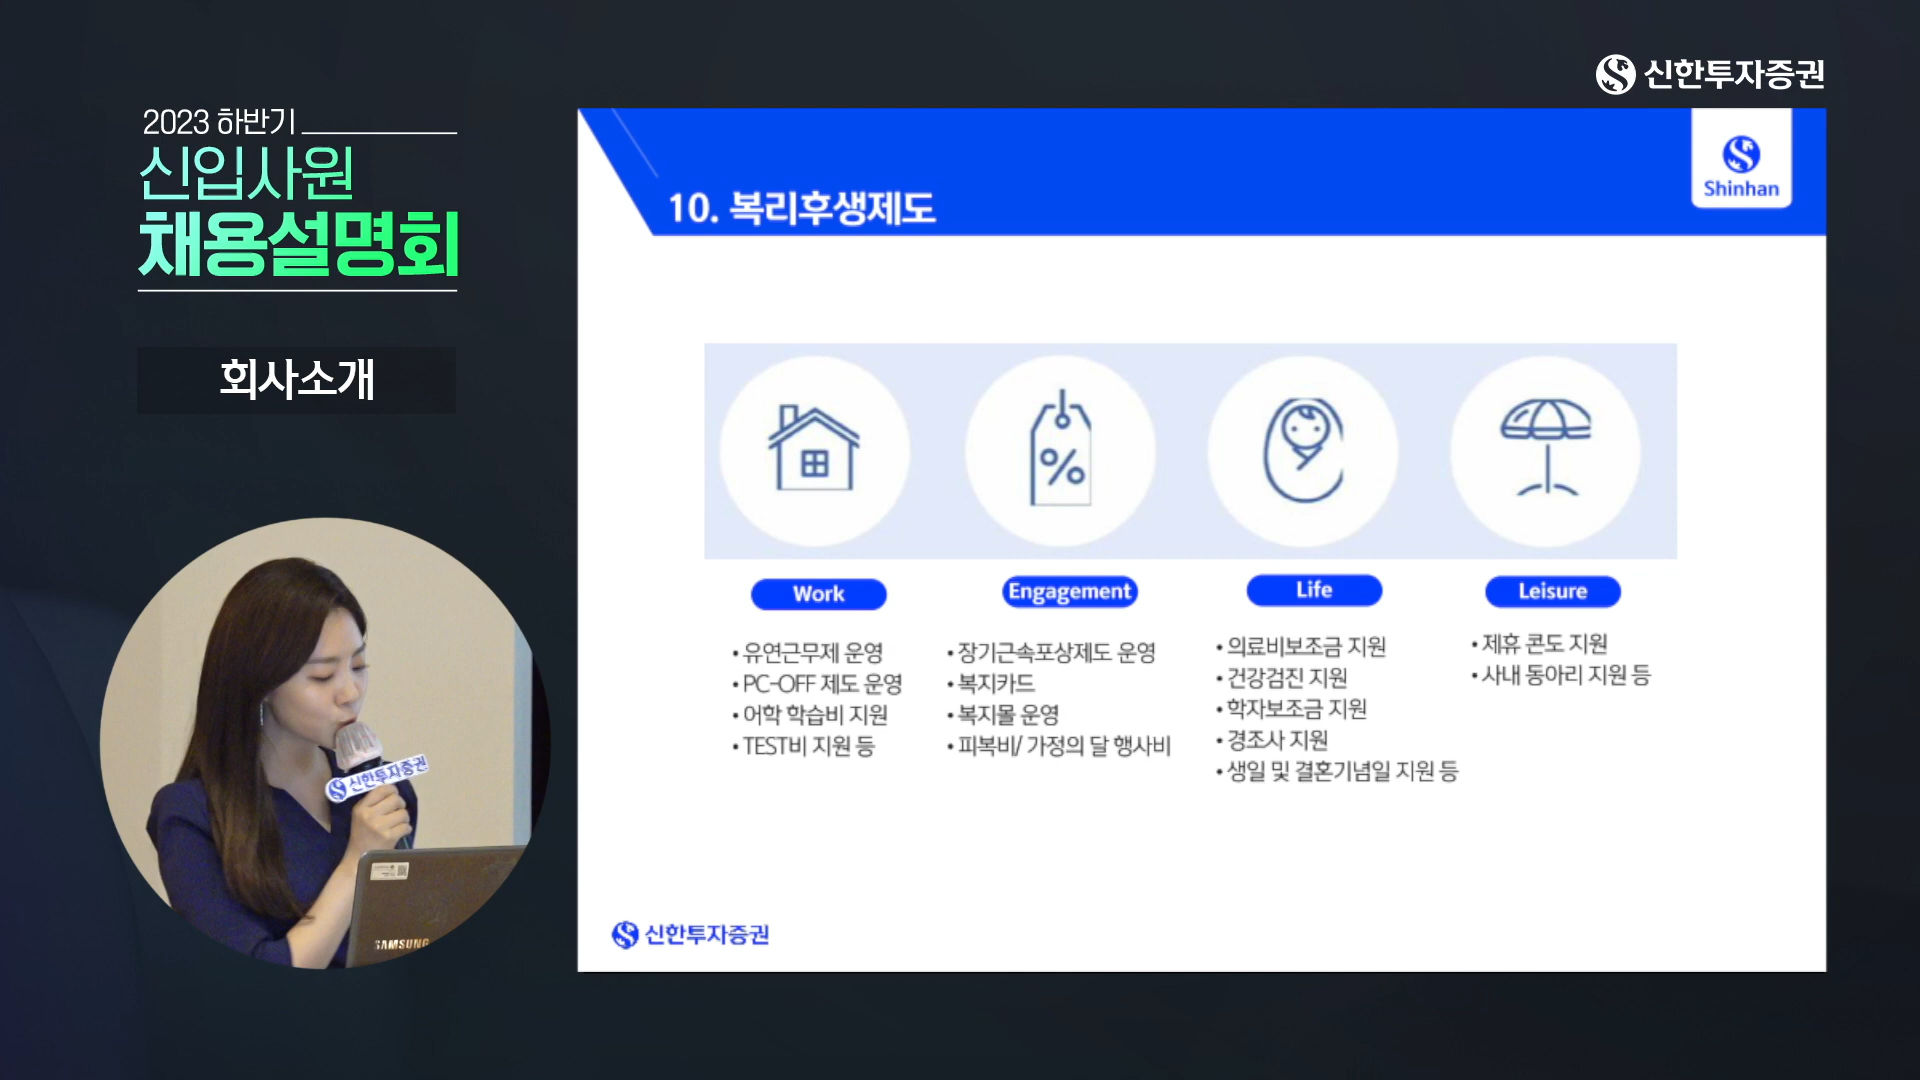 신한투자증권
2023 하반기
신입사원
채용설명회
회사소개
10. 복리후생제도
Shinhan
Work
• 유연근무제 운영
• PC-OFF 제도 운영
• 어학 학습비 지원
• TEST비 지원 등
Engagement
• 장기근속포상제도 운영
• 복지카드
• 복지몰 운영
• 피복비/ 가정의 달 행사비
Life
• 의료비보조금 지원
• 건강검진 지원
• 학자보조금 지원
• 경조사 지원
• 생일 및 결혼기념일 지원 등
Leisure
• 제휴 콘도 지원
• 사내 동아리 지원 등
신한투자증권
SAMSUNG
신한투자증권